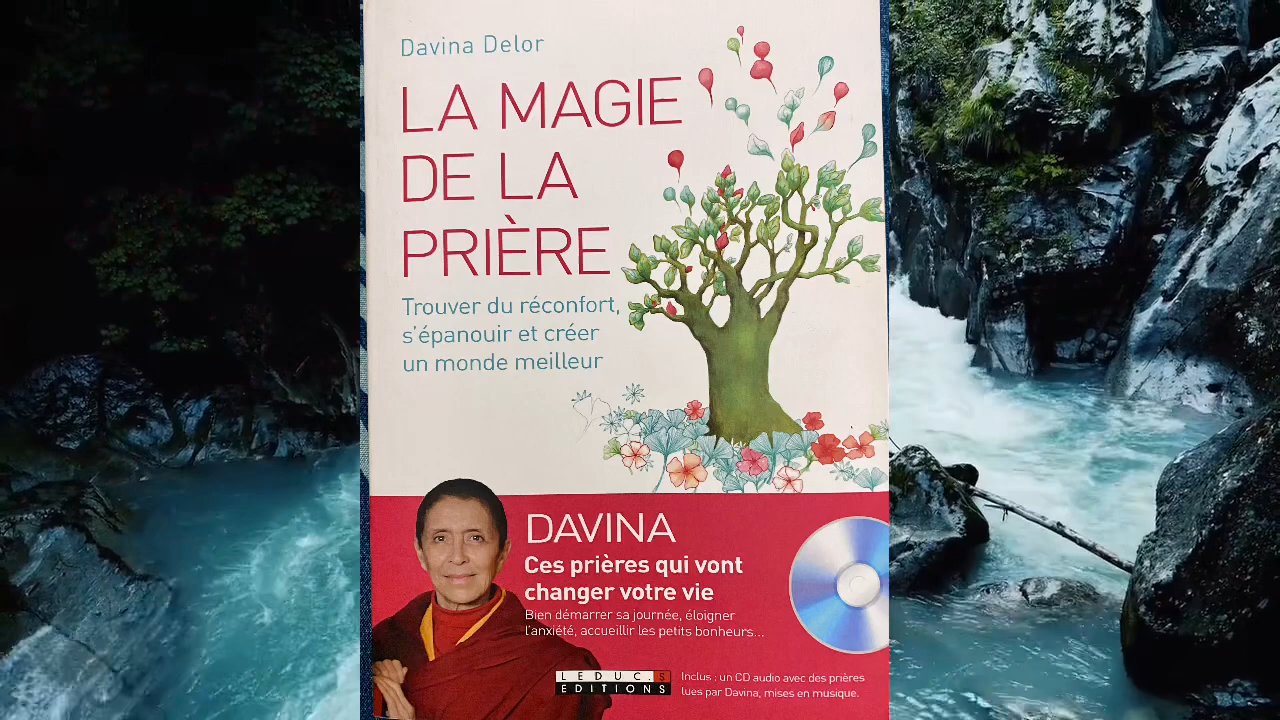 Davina Delor
LA MAGIE
DE LA
PRIÈRE
Trouver du réconfort,
s'épanouir et créer
un monde meilleur
DAVINA
Ces prières qui vont
changer votre vie
Bien démarrer sa journée, éloigner
l'anxiété, accueillir les petits bonheurs...
LEDUC.S
EDITIONS
Inclus : un CD audio avec des prières
lues par Davina, mises en musique.